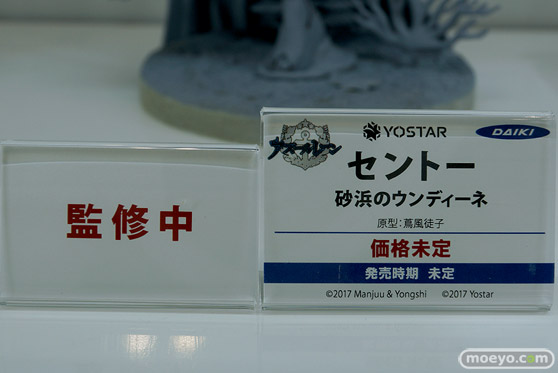 監修中
アズールレーン
YOSTAR
DAIKI
セントー
砂浜のウンディーネ
原型：蔦風徒子
価格未定
発売時期 未定
©2017 Manjuu & Yongshi ©2017 Yostar
moeyo.com